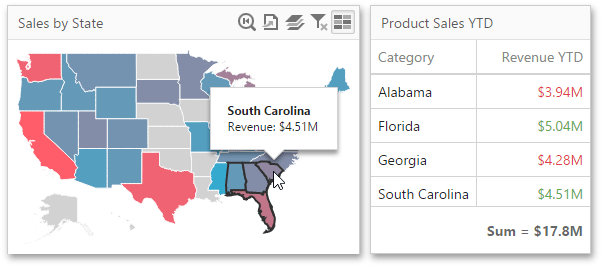 Sales by State
South Carolina
Revenue: $4.51M
Product Sales YTD
Category Revenue YTD
Alabama $3.94M
Florida $5.04M
Georgia $4.28M
South Carolina $4.51M
Sum = $17.8M